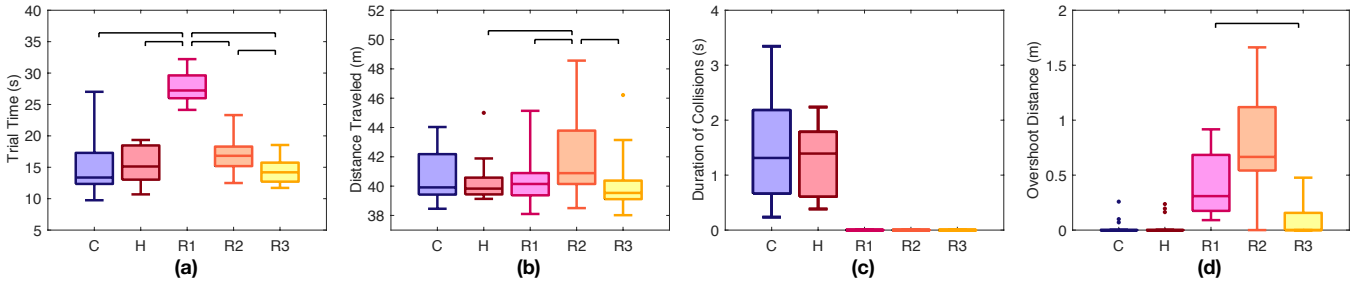 Trial Time (s)
40
35
30
25
20
15
10
5
C H R1 R2 R3
(a)
Distance Traveled (m)
52
50
48
46
44
42
40
38
C H R1 R2 R3
(b)
Duration of Collisions (s)
4
3
2
1
0
C H R1 R2 R3
(c)
Overshoot Distance (m)
2
1.5
1
0.5
0
C H R1 R2 R3
(d)